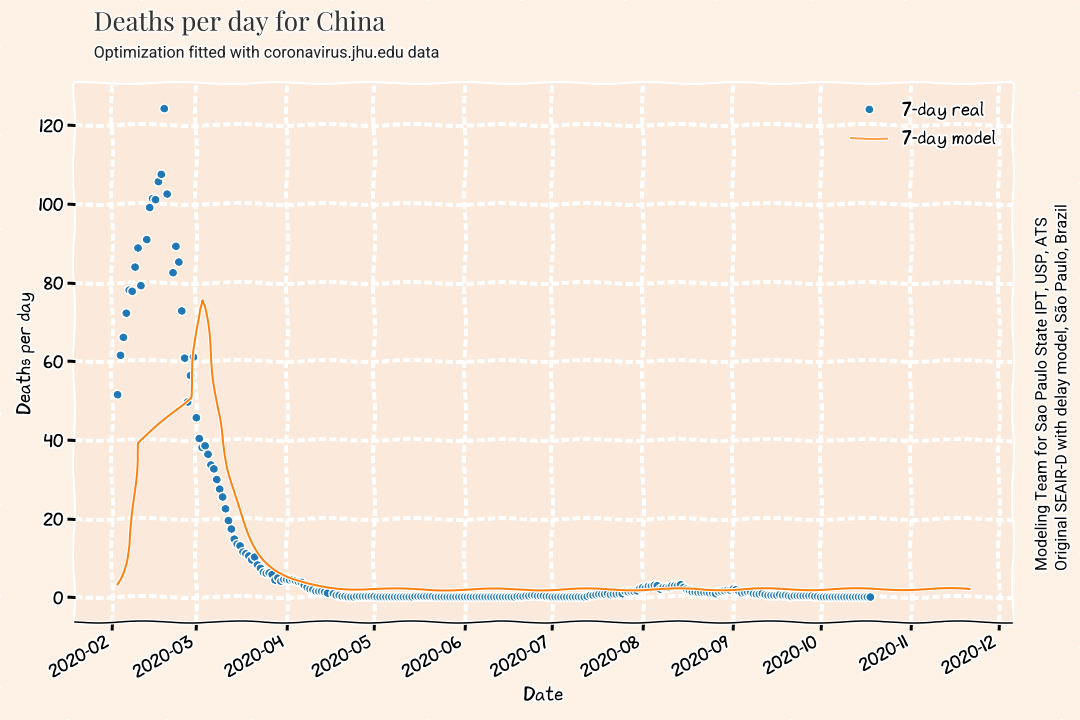 Deaths per day for China
Optimization fitted with coronavirus.jhu.edu data
7-day real
7-day model
120
100
80
60
40
20
0
Deaths per day
2020-02
2020-03
2020-04
2020-05
2020-06
2020-07
2020-08
2020-09
2020-10
2020-11
2020-12
Date
Modeling Team for Sao Paulo State IPT, USP, ATS
Original SEAIR-D with delay model, São Paulo, Brazil